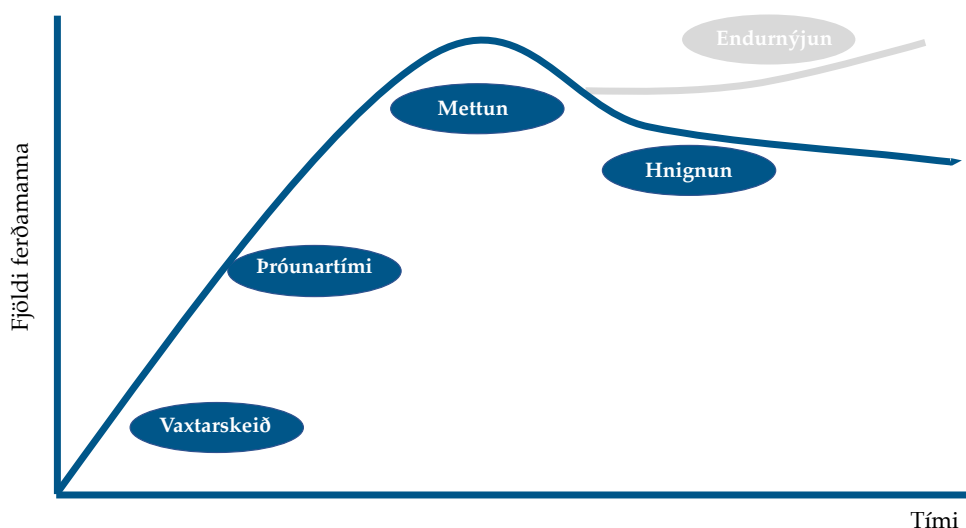 Endurnýjun
Mettun
Hnignun
Þróunartími
Vaxtarskeið
Fjöldi ferðamanna
Tími